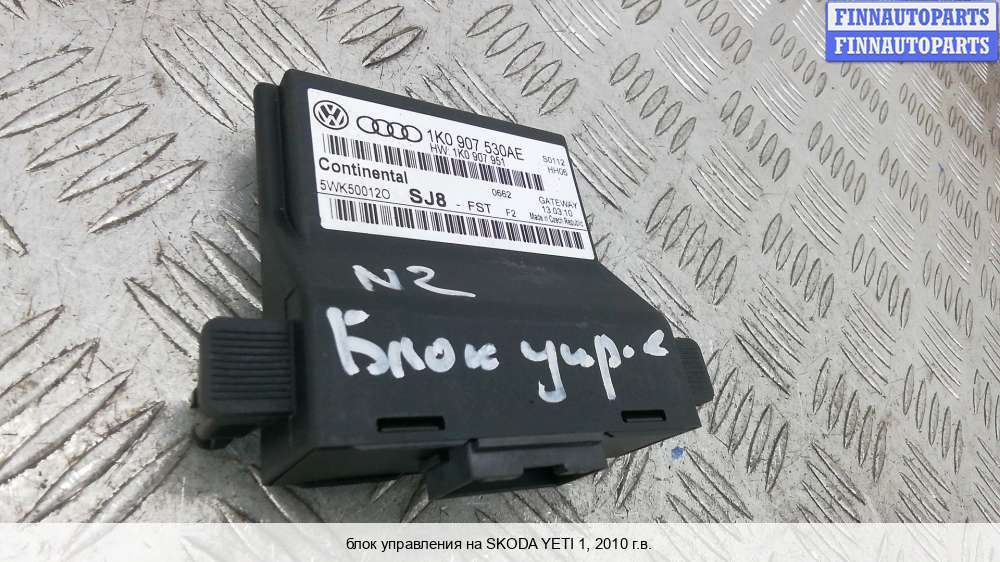 FINNAUTOPARTS
FINNAUTOPARTS
1K0 907 530AE
HW: 1K0 907 951
S0112
HH06
Continental
0662
GATEWAY
5WK50012O
SJ8 - FST F2
13.03.10
Made in Czech Republic
N2
Блок упр.
блок управления на SKODA YETI 1, 2010 г.в.